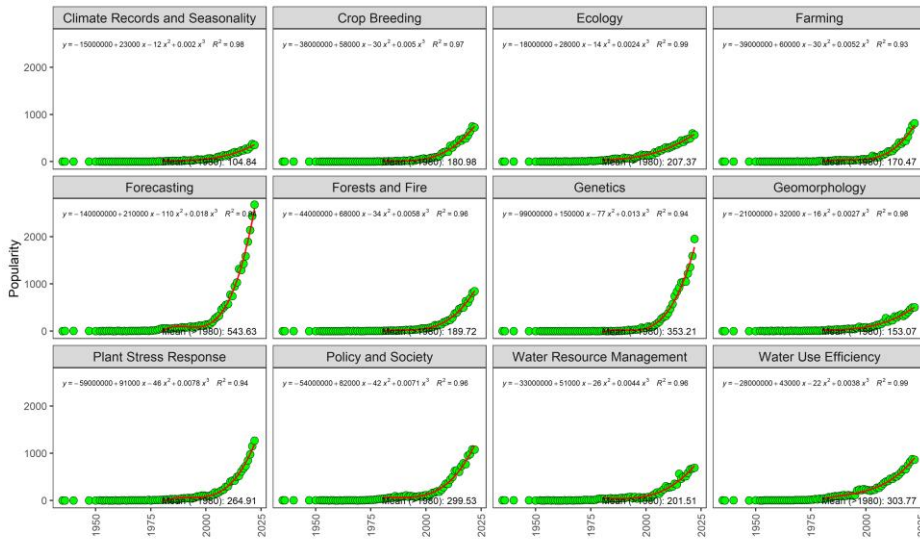 Climate Records and Seasonality
Crop Breeding
Ecology
Farming
y = −15000000 + 23000 x − 12 x² + 0.002 x³ R² = 0.98
y = −38000000 + 58000 x − 30 x² + 0.005 x³ R² = 0.97
y = −18000000 + 28000 x − 14 x² + 0.0024 x³ R² = 0.99
y = −39000000 + 60000 x − 30 x² + 0.0052 x³ R² = 0.93
2000
1000
0
Mean (>1980): 104.84
Mean (>1980): 180.98
Mean (>1980): 207.37
Mean (>1980): 170.47
Forecasting
Forests and Fire
Genetics
Geomorphology
y = −140000000 + 210000 x − 110 x² + 0.018 x³ R² =
y = −44000000 + 68000 x − 34 x² + 0.0058 x³ R² = 0.96
y = −99000000 + 150000 x − 77 x² + 0.013 x³ R² = 0.94
y = −21000000 + 32000 x − 16 x² + 0.0027 x³ R² = 0.98
Popularity
2000
1000
0
Mean (>1980): 543.63
Mean (>1980): 189.72
Mean (>1980): 353.21
Mean (>1980): 153.07
Plant Stress Response
Policy and Society
Water Resource Management
Water Use Efficiency
y = −59000000 + 91000 x − 46 x² + 0.0078 x³ R² = 0.94
y = −54000000 + 82000 x − 42 x² + 0.0071 x³ R² = 0.96
y = −33000000 + 51000 x − 26 x² + 0.0044 x³ R² = 0.96
y = −28000000 + 43000 x − 22 x² + 0.0038 x³ R² = 0.99
2000
1000
0
Mean (>1980): 264.91
Mean (>1980): 299.53
Mean (>1980): 201.51
Mean (>1980): 303.77
1950
1975
2000
2025
1950
1975
2000
2025
1950
1975
2000
2025
1950
1975
2000
2025